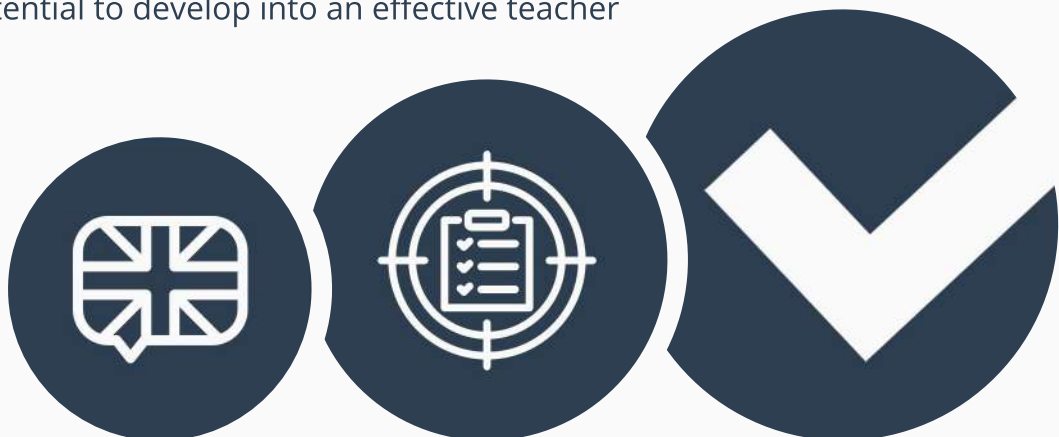 tential to develop into an effective teacher